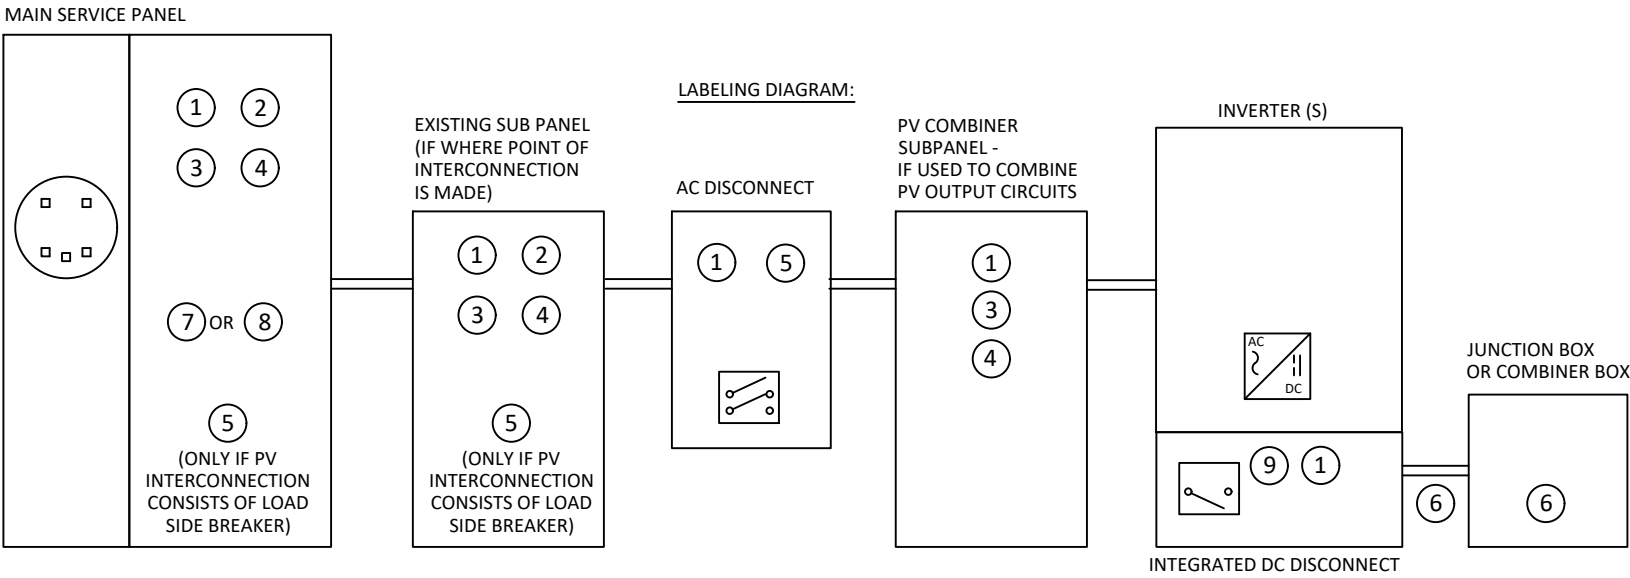 MAIN SERVICE PANEL
1 2
3 4
7 OR 8
5
(ONLY IF PV
INTERCONNECTION
CONSISTS OF LOAD
SIDE BREAKER)
EXISTING SUB PANEL
(IF WHERE POINT OF
INTERCONNECTION
IS MADE)
1 2
3 4
5
(ONLY IF PV
INTERCONNECTION
CONSISTS OF LOAD
SIDE BREAKER)
LABELING DIAGRAM:
AC DISCONNECT
1 5
PV COMBINER
SUBPANEL -
IF USED TO COMBINE
PV OUTPUT CIRCUITS
1
3
4
INVERTER (S)
AC
DC
9 1
INTEGRATED DC DISCONNECT
6
JUNCTION BOX
OR COMBINER BOX
6